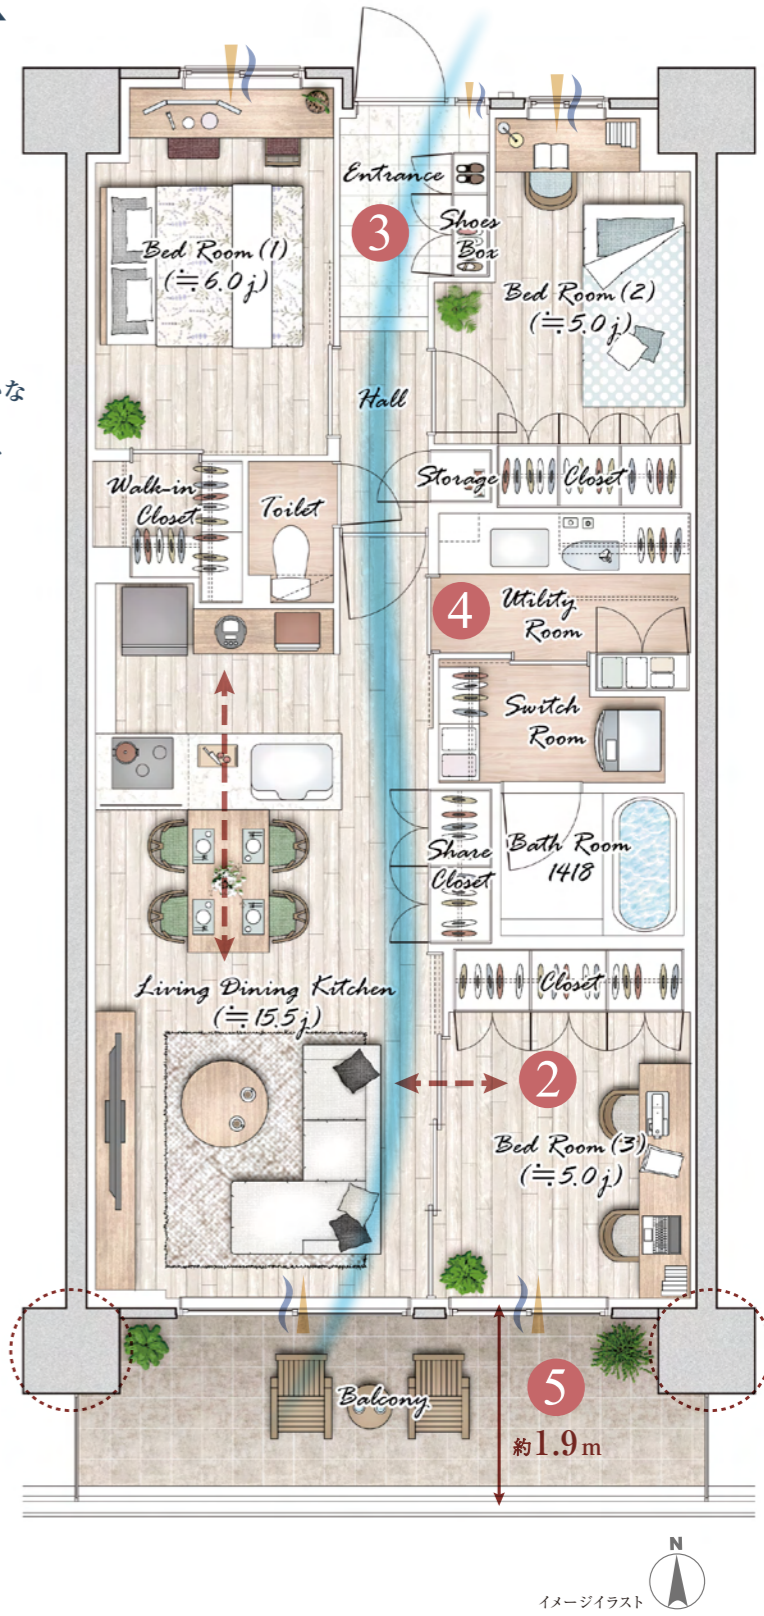 Entrance
3
Shoes
Box
Bed Room (1)
(≒6.0j)
Bed Room (2)
(≒5.0j)
な
Hall
Walk-in
Closet
Toilet
Storage
Closet
4
Utility
Room
Switch
Room
Share
Closet
Bath Room
1418
Living Dining Kitchen
(≒15.5j)
Closet
2
Bed Room (3)
(≒5.0j)
Balcony
5
約1.9m
N
イメージイラスト